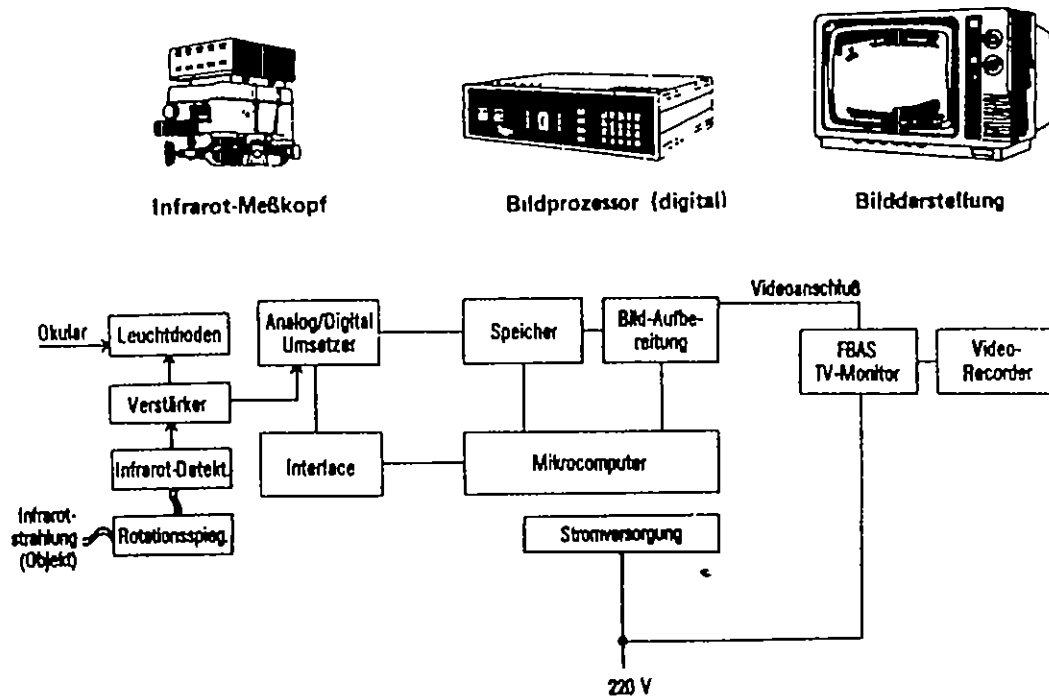 Infrarot-Meßkopf
Bildprozessor (digital)
Bilddarstellung
Videoanschluß
Okular
Leuchtdioden
Analog/Digital
Umsetzer
Speicher
Bild-Aufbe-
reitung
FBAS
TV-Monitor
Video-
Recorder
Verstärker
Infrarot-Detekt.
Interface
Mikrocomputer
Infrarot-
strahlung
(Objekt)
Rotationsspieg.
Stromversorgung
220 V